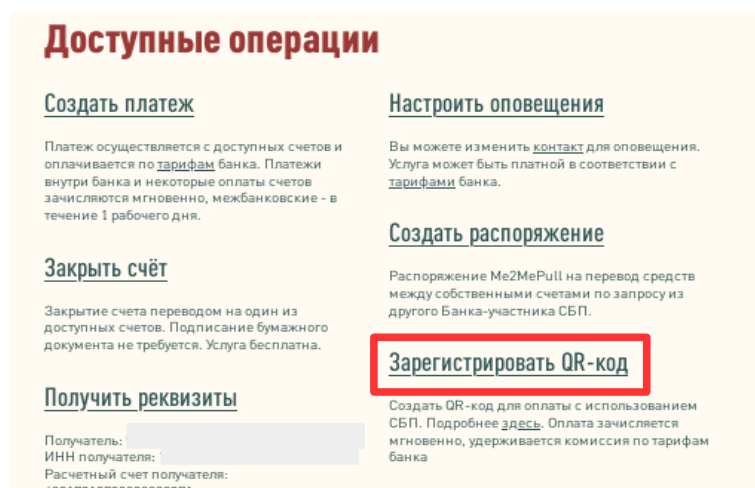 Доступные операции
Создать платеж
Платеж осуществляется с доступных счетов и
оплачивается по тарифам банка. Платежи
внутри банка и некоторые оплаты счетов
зачисляются мгновенно, межбанковские - в
течение 1 рабочего дня.
Закрыть счёт
Закрытие счета переводом на один из
доступных счетов. Подписание бумажного
документа не требуется. Услуга бесплатна.
Получить реквизиты
Получатель:
ИНН получателя:
Расчетный счет получателя:
Настроить оповещения
Вы можете изменить контакт для оповещения.
Услуга может быть платной в соответствии с
тарифами банка.
Создать распоряжение
Распоряжение Me2MePull на перевод средств
между собственными счетами по запросу из
другого Банка-участника СБП.
Зарегистрировать QR-код
Создать QR-код для оплаты с использованием
СБП. Подробнее здесь. Оплата зачисляется
мгновенно, удерживается комиссия по тарифам
банка